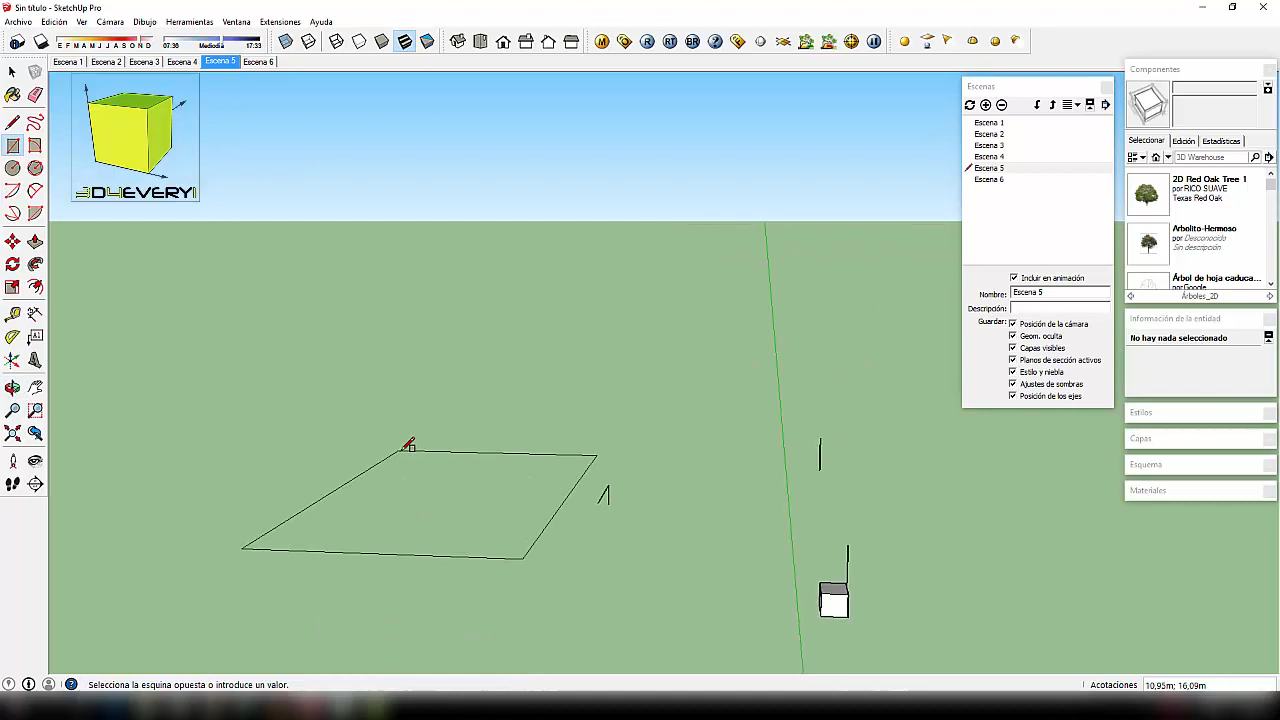 Sin título - SketchUp Pro
Archivo Edición Ver Cámara Dibujo Herramientas Ventana Extensiones Ayuda
E F M A M J J A S O N D 07:36 Mediodía 17:33
M R RT BR
Escena 1 Escena 2 Escena 3 Escena 4 Escena 5 Escena 6
3D4EVERY1
Escenas
Escena 1
Escena 2
Escena 3
Escena 4
Escena 5
Escena 6
Incluir en animación
Nombre: Escena 5
Descripción:
Guardar: Posición de la cámara
Geom. oculta
Capas visibles
Planos de sección activos
Estilo y niebla
Ajustes de sombras
Posición de los ejes
Componentes
Seleccionar Edición Estadísticas
3D Warehouse
2D Red Oak Tree 1
por RICO SUAVE
Texas Red Oak
Arbolito-Hermoso
por Desconocido
Sin descripción
Árbol de hoja caduca...
por Google
Árboles_2D
Información de la entidad
No hay nada seleccionado
Estilos
Capas
Esquema
Materiales
Selecciona la esquina opuesta o introduce un valor.
Acotaciones 10,95m; 16,09m